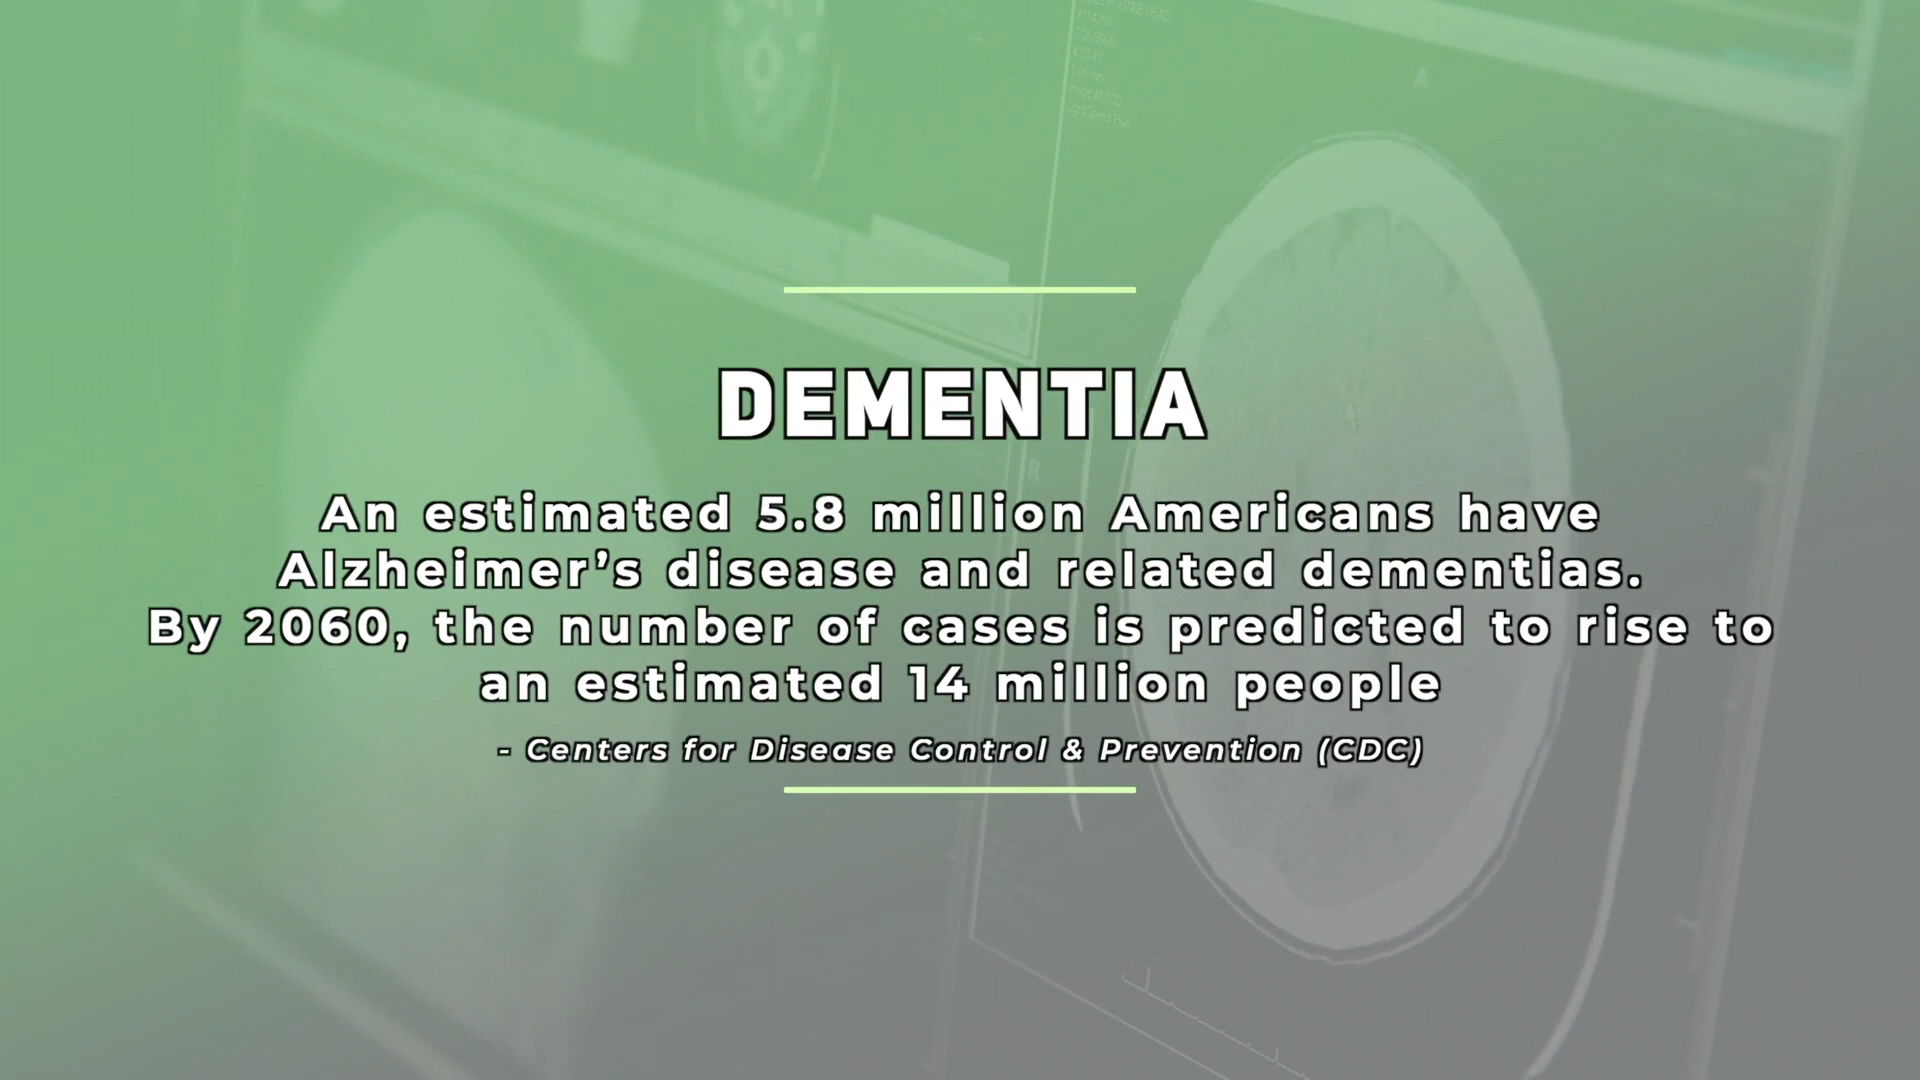 DEMENTIA
An estimated 5.8 million Americans have
Alzheimer’s disease and related dementias.
By 2060, the number of cases is predicted to rise to
an estimated 14 million people
- Centers for Disease Control & Prevention (CDC)
A
R